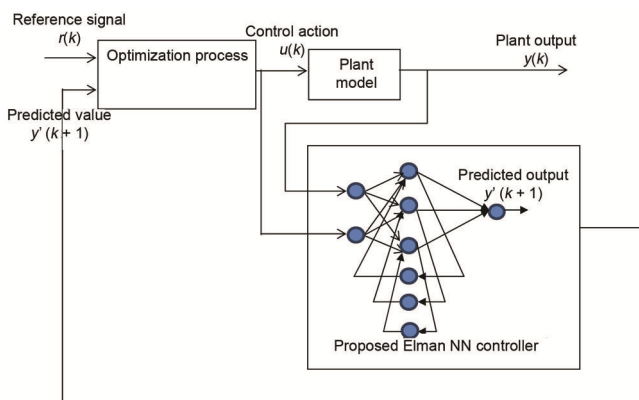 Reference signal
r(k)
Optimization process
Control action
u(k)
Plant
model
Plant output
y(k)
Predicted value
y' (k + 1)
Predicted output
y' (k + 1)
Proposed Elman NN controller